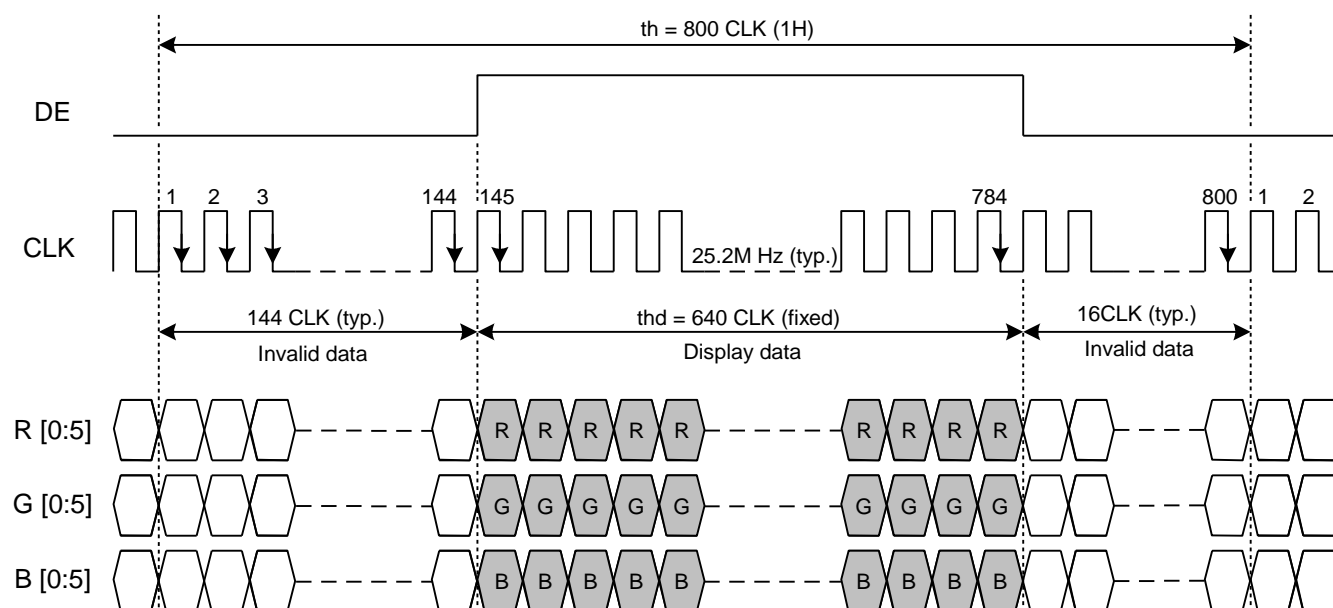 th = 800 CLK (1H)
DE
1 2 3 144 145 784 800 1 2
CLK
25.2M Hz (typ.)
144 CLK (typ.) thd = 640 CLK (fixed) 16CLK (typ.)
Invalid data Display data Invalid data
R [0:5] R R R R R R R R R
G [0:5] G G G G G G G G G
B [0:5] B B B B B B B B B